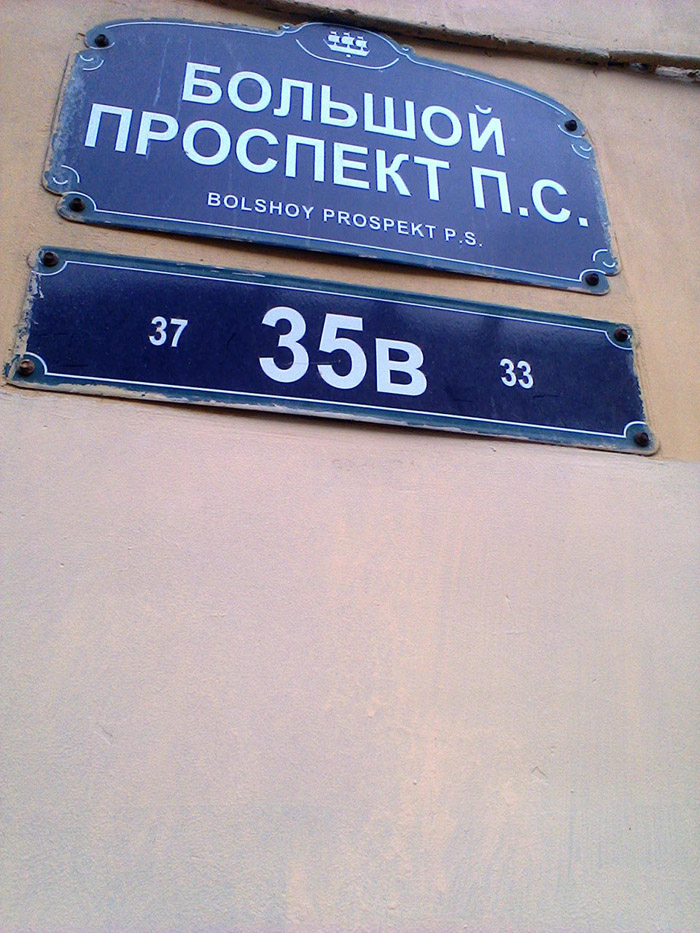 БОЛЬШОЙ
ПРОСПЕКТ П.С.
BOLSHOY PROSPEKT P.S.
37 35В 33